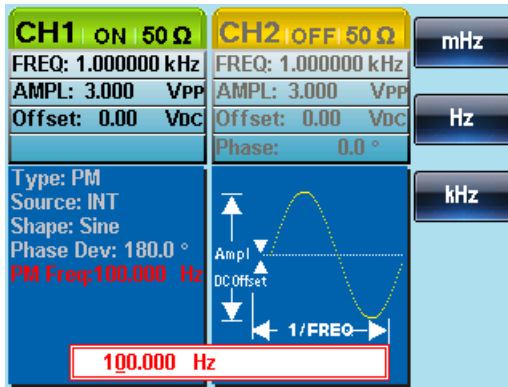 CH1 ON 50 Ω
FREQ: 1.000000 kHz
AMPL: 3.000 VPP
Offset: 0.00 VDC
CH2 OFF 50 Ω
FREQ: 1.000000 kHz
AMPL: 3.000 VPP
Offset: 0.00 VDC
Phase: 0.0 °
Type: PM
Source: INT
Shape: Sine
Phase Dev: 180.0 °
PM Freq:100.000 Hz
Ampl
DC Offset
1/FREQ
100.000 Hz
mHz
Hz
kHz